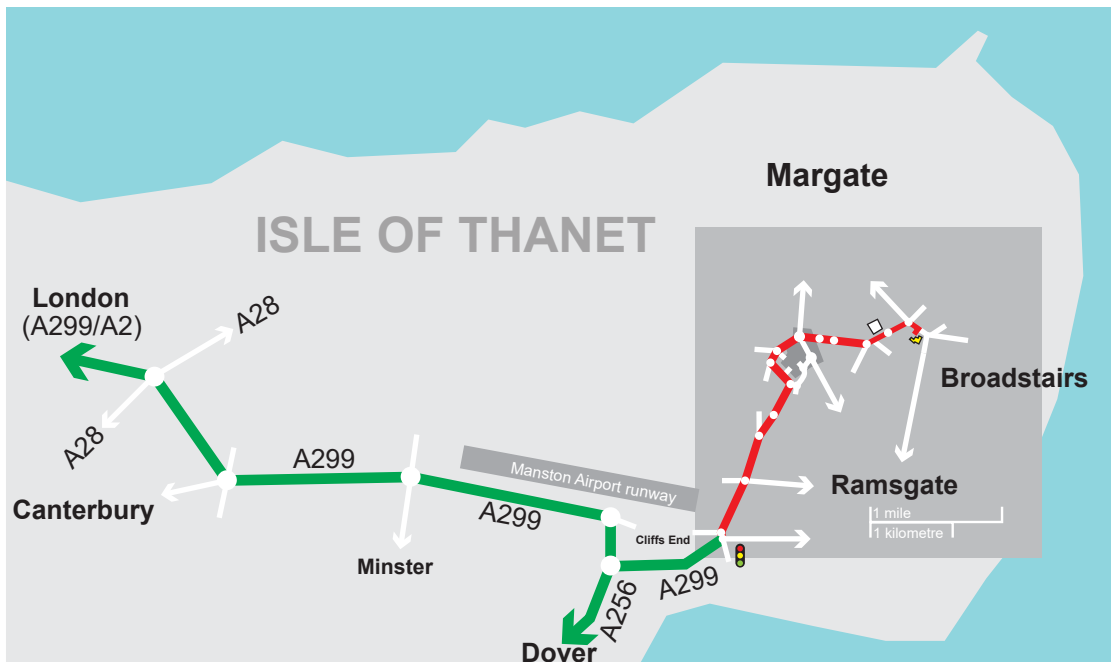 Margate
ISLE OF THANET
London
(A299/A2)
A28
A28
Broadstairs
A299
Manston Airport runway
Canterbury
A299
Ramsgate
1 mile
1 kilometre
Cliffs End
Minster
A299
A256
Dover